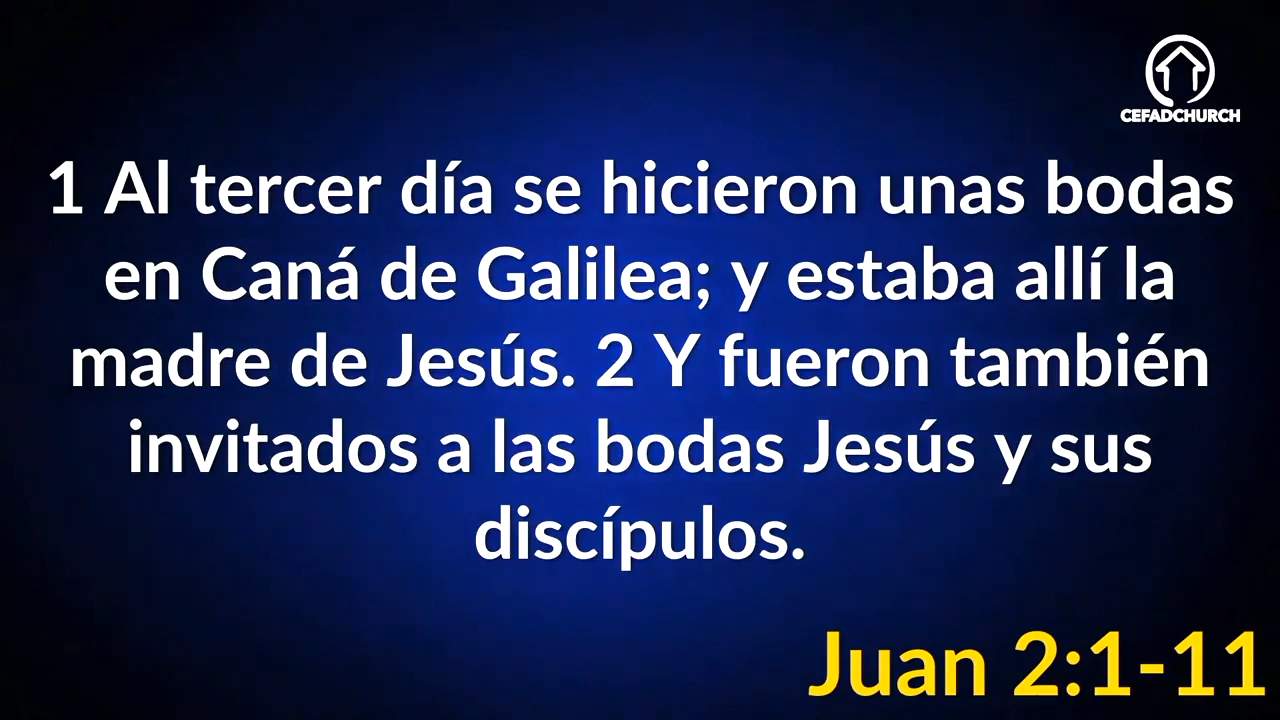 CEFADCHURCH
1 Al tercer día se hicieron unas bodas
en Caná de Galilea; y estaba allí la
madre de Jesús. 2 Y fueron también
invitados a las bodas Jesús y sus
discípulos.
Juan 2:1-11